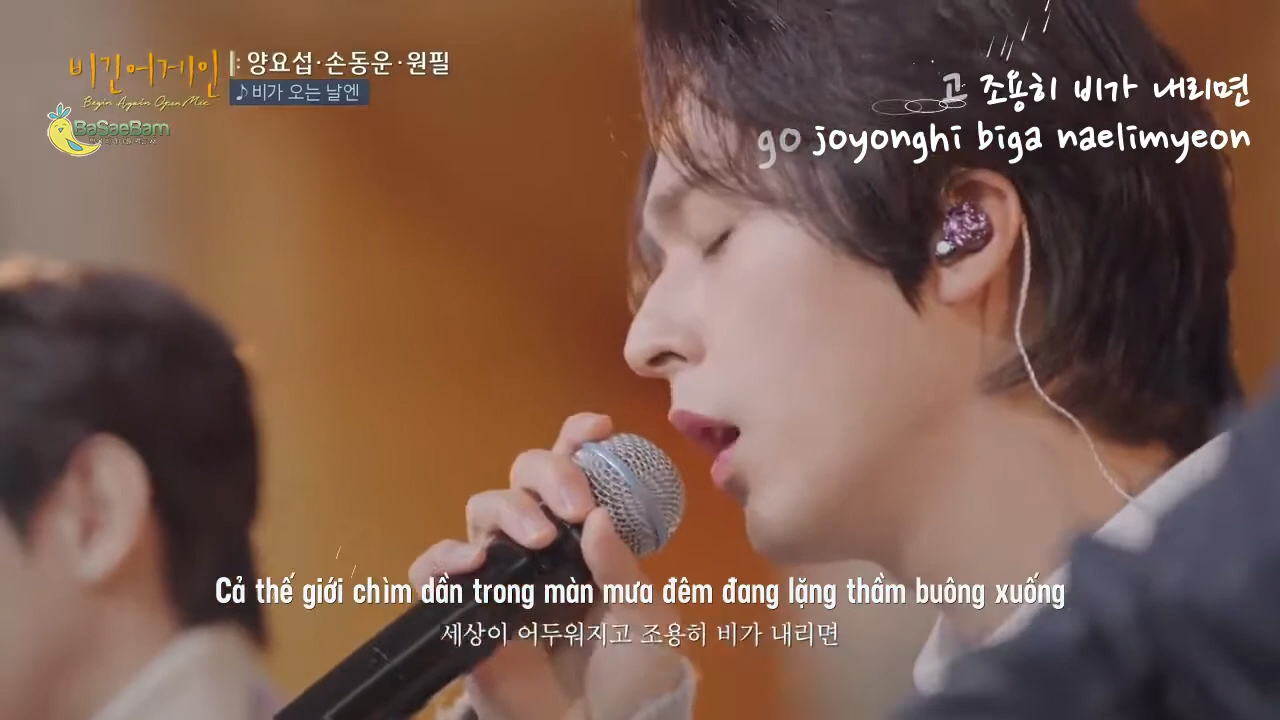 비긴어게인
Begin Again Open Mic
: 양요섭·손동운·원필
♪ 비가 오는 날엔
BaSaeBam
고 조용히 비가 내리면
go joyonghi biga naelimyeon
Cả thế giới chìm dần trong màn mưa đêm đang lặng thầm buông xuống
세상이 어두워지고 조용히 비가 내리면